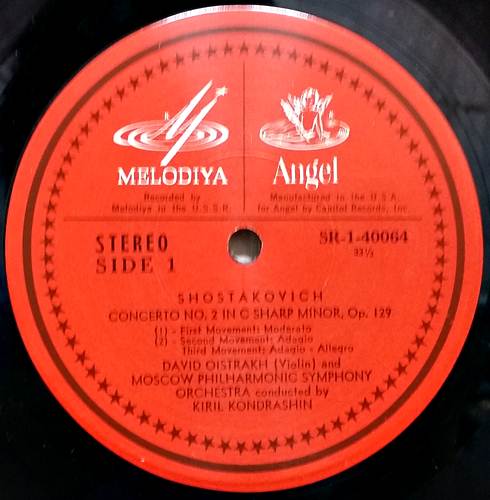 MELODIYA
Angel
Recorded by
Melodiya in the U.S.S.R.
Manufactured in the U.S.A.
for Angel by Capitol Records, Inc.
STEREO
SIDE 1
SR-1-40064
33⅓
SHOSTAKOVICH
CONCERTO NO. 2 IN C SHARP MINOR, Op. 129
(1) - First Movement: Moderato
(2) - Second Movement: Adagio
Third Movement: Adagio - Allegro
DAVID OISTRAKH (Violin) and
MOSCOW PHILHARMONIC SYMPHONY
ORCHESTRA conducted by
KIRIL KONDRASHIN